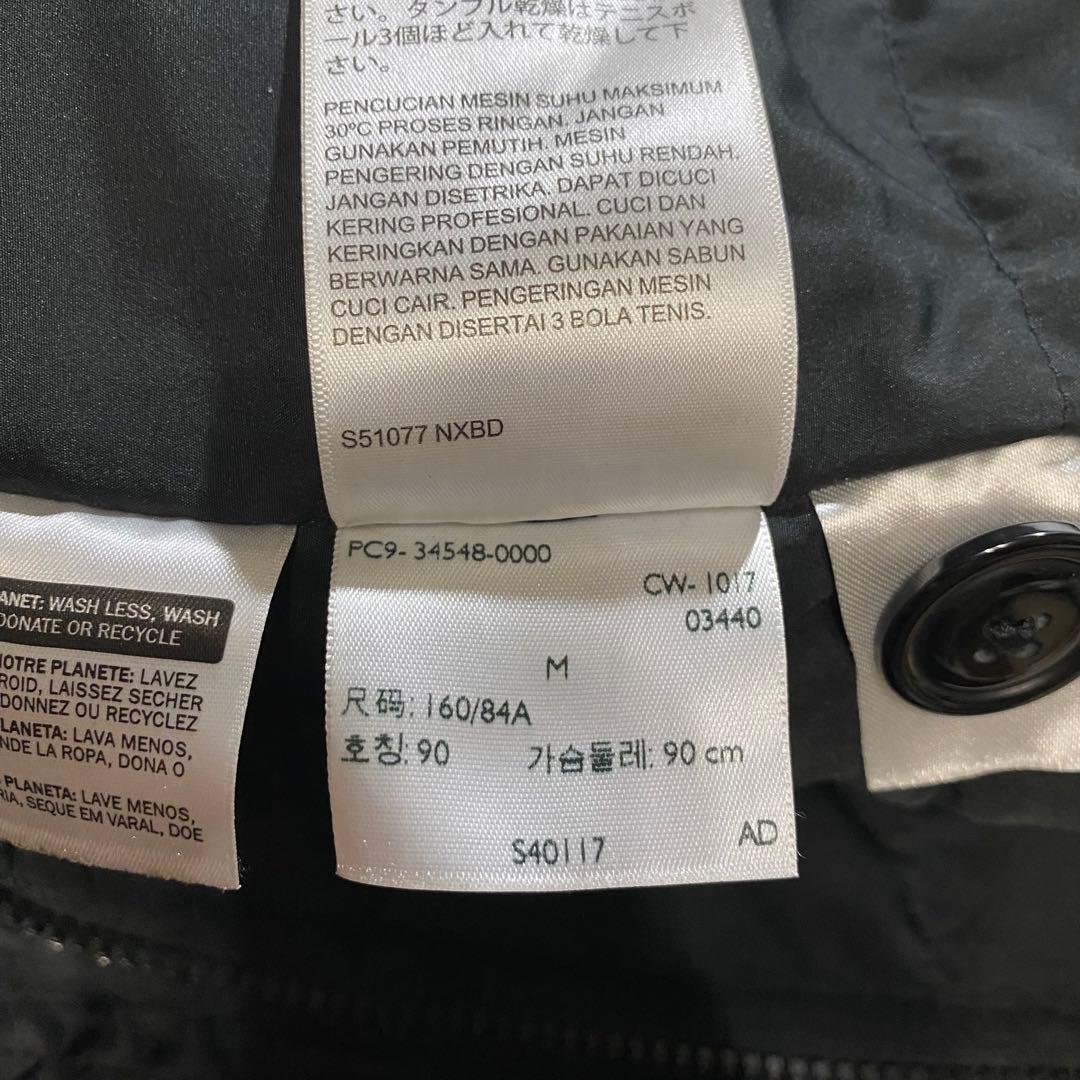 さい。タンブル乾燥はテニスボ
ール3個ほど入れて乾燥して下
さい。
PENCUCIAN MESIN SUHU MAKSIMUM
30°C PROSES RINGAN. JANGAN
GUNAKAN PEMUTIH. MESIN
PENGERING DENGAN SUHU RENDAH.
JANGAN DISETRIKA. DAPAT DICUCI
KERING PROFESIONAL. CUCI DAN
KERINGKAN DENGAN PAKAIAN YANG
BERWARNA SAMA. GUNAKAN SABUN
CUCI CAIR. PENGERINGAN MESIN
DENGAN DISERTAI 3 BOLA TENIS.
S51077 NXBD
PC9- 34548-0000
CW- 1017
03440
M
尺码: 160/84A
호칭: 90 가슴둘레: 90 cm
S40117 AD
ANET: WASH LESS, WASH
DONATE OR RECYCLE
NOTRE PLANETE: LAVEZ
ROID, LAISSEZ SECHER
DONNEZ OU RECYCLEZ
LANETA: LAVA MENOS,
NDE LA ROPA, DONA O
PLANETA: LAVE MENOS,
RIA, SEQUE EM VARAL, DOE